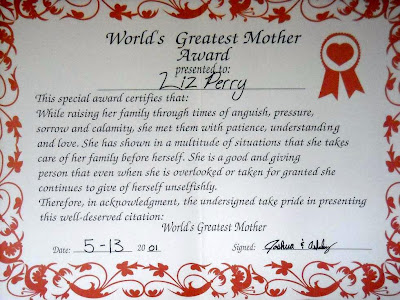 World's Greatest Mother
Award
presented to:
Liz Perry
This special award certifies that:
While raising her family through times of anguish, pressure,
sorrow and calamity, she met them with patience, understanding
and love. She has shown in a multitude of situations that she takes
care of her family before herself. She is a good and giving
person that even when she is overlooked or taken for granted she
continues to give of herself unselfishly.
Therefore, in acknowledgment, the undersigned take pride in presenting
this well-deserved citation:
World's Greatest Mother
Date: 5-13 2001 Signed: Joshua &